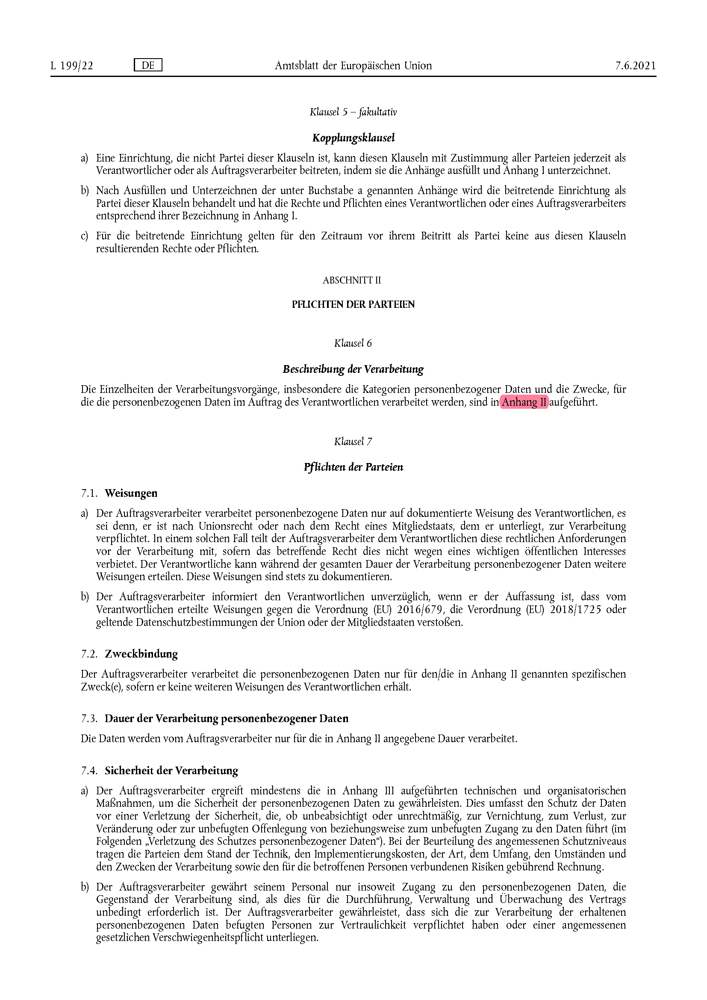 L 199/22 DE Amtsblatt der Europäischen Union 7.6.2021
Klausel 5 – fakultativ
Kopplungsklausel
a) Eine Einrichtung, die nicht Partei dieser Klauseln ist, kann diesen Klauseln mit Zustimmung aller Parteien jederzeit als
Verantwortlicher oder als Auftragsverarbeiter beitreten, indem sie die Anhänge ausfüllt und Anhang I unterzeichnet.
b) Nach Ausfüllen und Unterzeichnen der unter Buchstabe a genannten Anhänge wird die beitretende Einrichtung als
Partei dieser Klauseln behandelt und hat die Rechte und Pflichten eines Verantwortlichen oder eines Auftragsverarbeiters
entsprechend ihrer Bezeichnung in Anhang I.
c) Für die beitretende Einrichtung gelten für den Zeitraum vor ihrem Beitritt als Partei keine aus diesen Klauseln
resultierenden Rechte oder Pflichten.
ABSCHNITT II
PFLICHTEN DER PARTEIEN
Klausel 6
Beschreibung der Verarbeitung
Die Einzelheiten der Verarbeitungsvorgänge, insbesondere die Kategorien personenbezogener Daten und die Zwecke, für
die die personenbezogenen Daten im Auftrag des Verantwortlichen verarbeitet werden, sind in Anhang II aufgeführt.
Klausel 7
Pflichten der Parteien
7.1. Weisungen
a) Der Auftragsverarbeiter verarbeitet personenbezogene Daten nur auf dokumentierte Weisung des Verantwortlichen, es
sei denn, er ist nach Unionsrecht oder nach dem Recht eines Mitgliedstaats, dem er unterliegt, zur Verarbeitung
verpflichtet. In einem solchen Fall teilt der Auftragsverarbeiter dem Verantwortlichen diese rechtlichen Anforderungen
vor der Verarbeitung mit, sofern das betreffende Recht dies nicht wegen eines wichtigen öffentlichen Interesses
verbietet. Der Verantwortliche kann während der gesamten Dauer der Verarbeitung personenbezogener Daten weitere
Weisungen erteilen. Diese Weisungen sind stets zu dokumentieren.
b) Der Auftragsverarbeiter informiert den Verantwortlichen unverzüglich, wenn er der Auffassung ist, dass vom
Verantwortlichen erteilte Weisungen gegen die Verordnung (EU) 2016/679, die Verordnung (EU) 2018/1725 oder
geltende Datenschutzbestimmungen der Union oder der Mitgliedstaaten verstoßen.
7.2. Zweckbindung
Der Auftragsverarbeiter verarbeitet die personenbezogenen Daten nur für den/die in Anhang II genannten spezifischen
Zweck(e), sofern er keine weiteren Weisungen des Verantwortlichen erhält.
7.3. Dauer der Verarbeitung personenbezogener Daten
Die Daten werden vom Auftragsverarbeiter nur für die in Anhang II angegebene Dauer verarbeitet.
7.4. Sicherheit der Verarbeitung
a) Der Auftragsverarbeiter ergreift mindestens die in Anhang III aufgeführten technischen und organisatorischen
Maßnahmen, um die Sicherheit der personenbezogenen Daten zu gewährleisten. Dies umfasst den Schutz der Daten
vor einer Verletzung der Sicherheit, die, ob unbeabsichtigt oder unrechtmäßig, zur Vernichtung, zum Verlust, zur
Veränderung oder zur unbefugten Offenlegung von beziehungsweise zum unbefugten Zugang zu den Daten führt (im
Folgenden „Verletzung des Schutzes personenbezogener Daten“). Bei der Beurteilung des angemessenen Schutzniveaus
tragen die Parteien dem Stand der Technik, den Implementierungskosten, der Art, dem Umfang, den Umständen und
den Zwecken der Verarbeitung sowie den für die betroffenen Personen verbundenen Risiken gebührend Rechnung.
b) Der Auftragsverarbeiter gewährt seinem Personal nur insoweit Zugang zu den personenbezogenen Daten, die
Gegenstand der Verarbeitung sind, als dies für die Durchführung, Verwaltung und Überwachung des Vertrags
unbedingt erforderlich ist. Der Auftragsverarbeiter gewährleistet, dass sich die zur Verarbeitung der erhaltenen
personenbezogenen Daten befugten Personen zur Vertraulichkeit verpflichtet haben oder einer angemessenen
gesetzlichen Verschwiegenheitspflicht unterliegen.